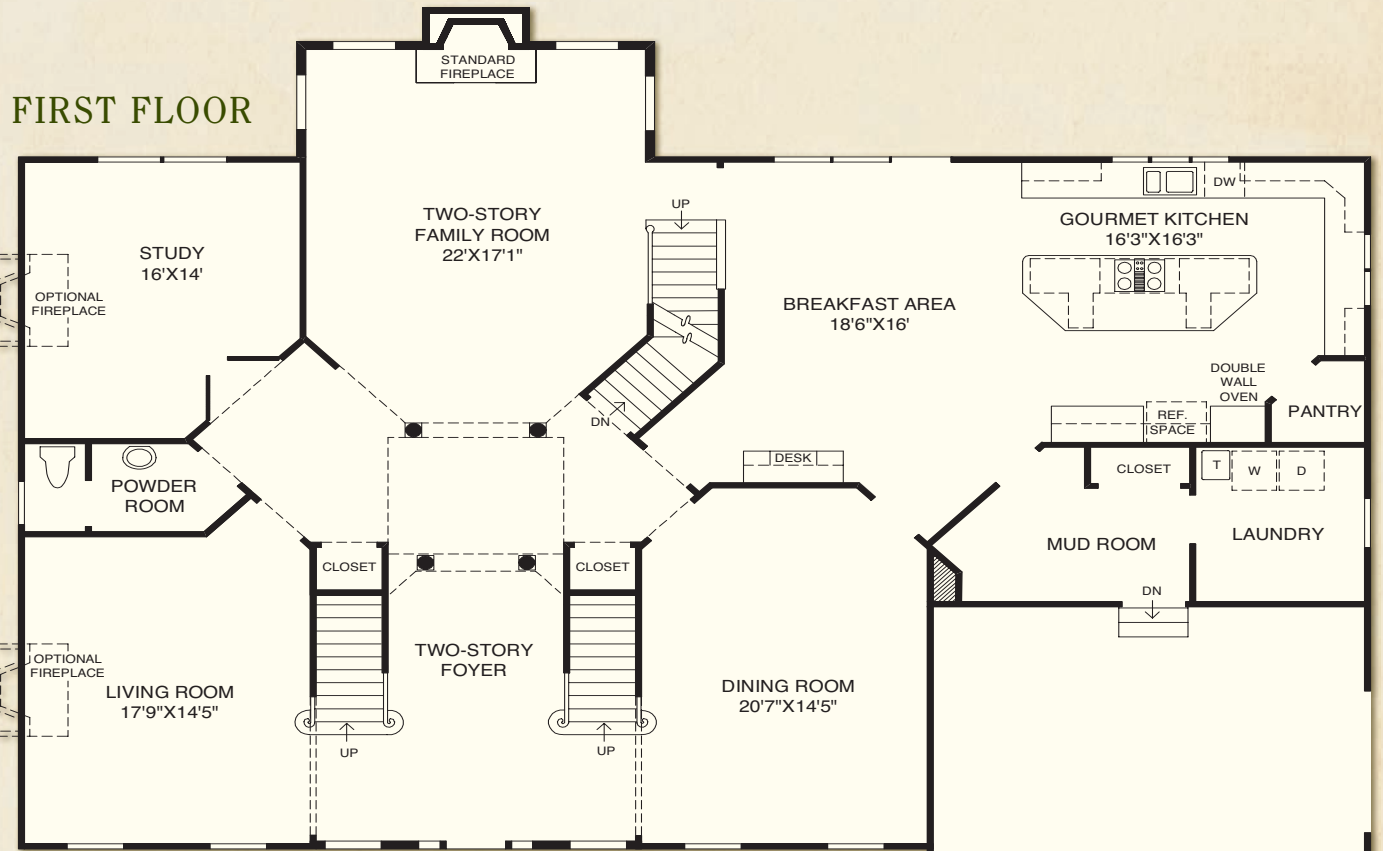 FIRST FLOOR
STANDARD
FIREPLACE
STUDY
16'X14'
OPTIONAL
FIREPLACE
TWO-STORY
FAMILY ROOM
22'X17'1"
UP
DN
BREAKFAST AREA
18'6"X16'
DW
GOURMET KITCHEN
16'3"X16'3"
DOUBLE
WALL
OVEN
REF.
SPACE
PANTRY
POWDER
ROOM
DESK
CLOSET
T
W
D
MUD ROOM
LAUNDRY
DN
CLOSET
CLOSET
TWO-STORY
FOYER
OPTIONAL
FIREPLACE
LIVING ROOM
17'9"X14'5"
UP
UP
DINING ROOM
20'7"X14'5"